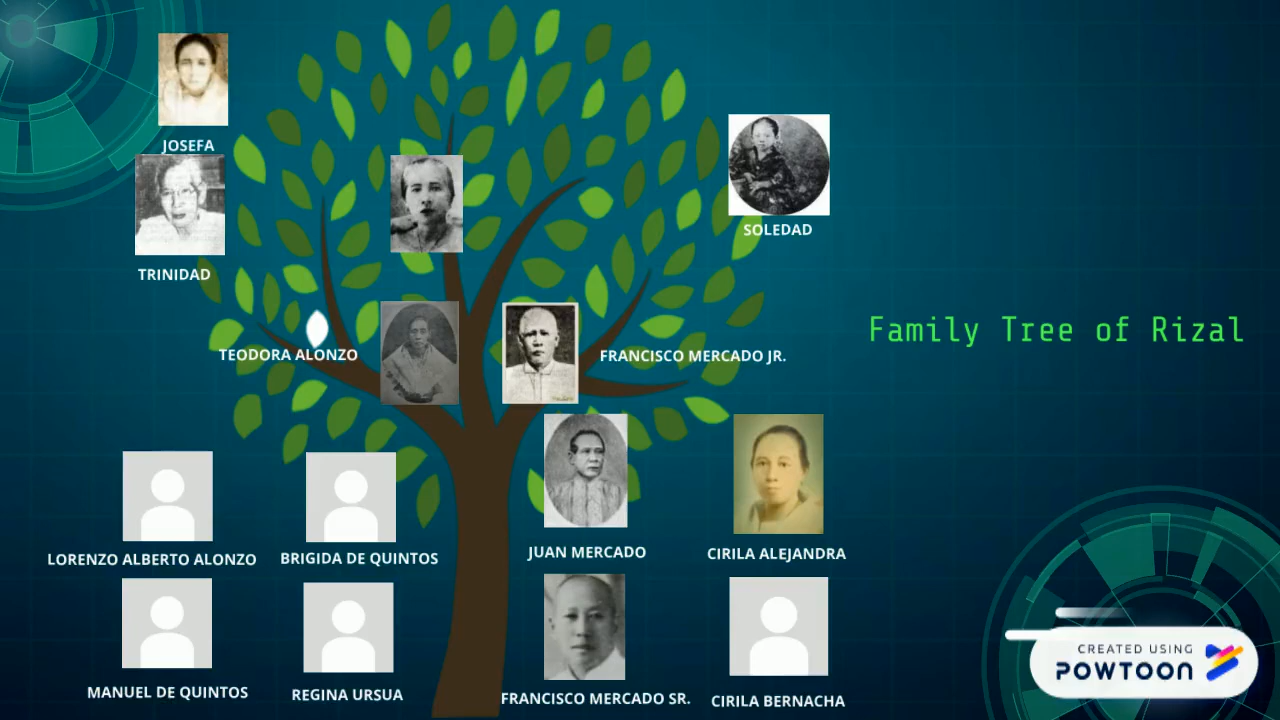 JOSEFA
TRINIDAD
SOLEDAD
TEODORA ALONZO
FRANCISCO MERCADO JR.
Family Tree of Rizal
LORENZO ALBERTO ALONZO
BRIGIDA DE QUINTOS
JUAN MERCADO
CIRILA ALEJANDRA
MANUEL DE QUINTOS
REGINA URSUA
FRANCISCO MERCADO SR.
CIRILA BERNACHA
CREATED USING
POWTOON